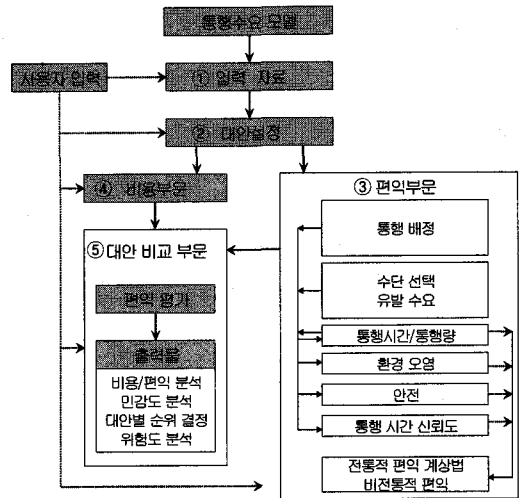 통행수요 모델
사용자 입력
① 입력 자료
② 대안설정
④ 비용부문
③ 편익부문
통행 배정
수단 선택
유발 수요
통행시간/통행량
환경 오염
안전
통행 시간 신뢰도
전통적 편익 계상법
비전통적 편익
⑤ 대안 비교 부문
편익 평가
출력물
비용/편익 분석
민감도 분석
대안별 순위 결정
위험도 분석